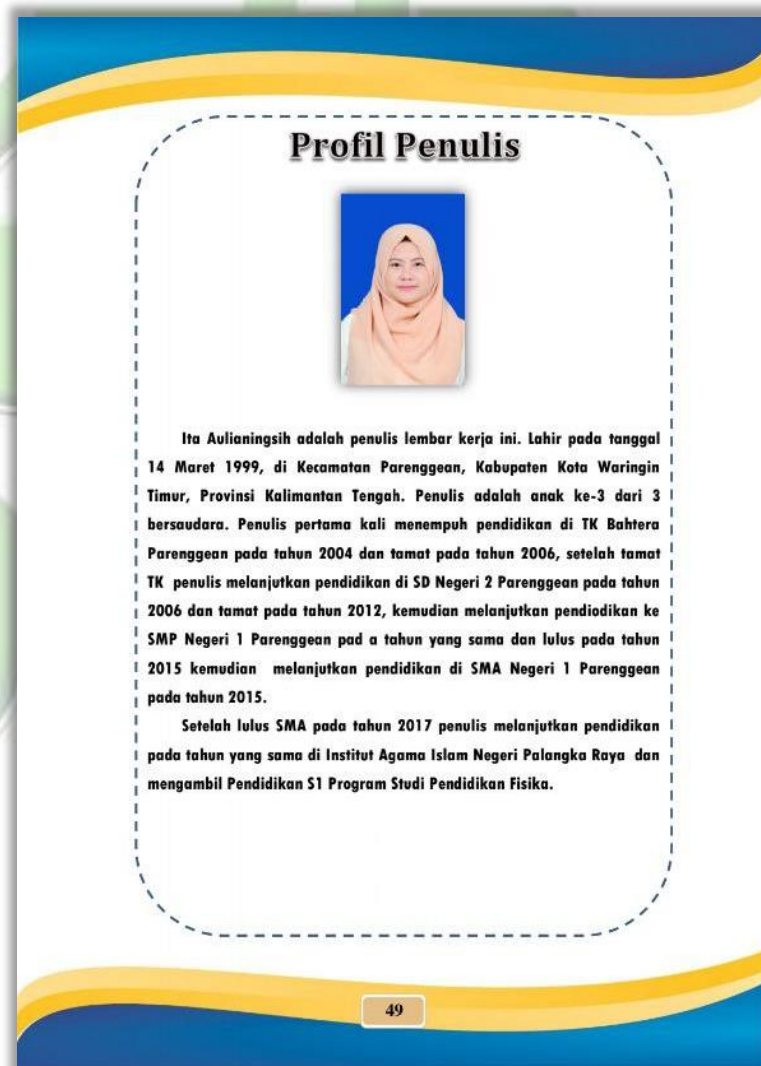 Profil Penulis
Ita Aulianingsih adalah penulis lembar kerja ini. Lahir pada tanggal
14 Maret 1999, di Kecamatan Parenggean, Kabupaten Kota Waringin
Timur, Provinsi Kalimantan Tengah. Penulis adalah anak ke-3 dari 3
bersaudara. Penulis pertama kali menempuh pendidikan di TK Bahtera
Parenggean pada tahun 2004 dan tamat pada tahun 2006, setelah tamat
TK penulis melanjutkan pendidikan di SD Negeri 2 Parenggean pada tahun
2006 dan tamat pada tahun 2012, kemudian melanjutkan pendiodikan ke
SMP Negeri 1 Parenggean pad a tahun yang sama dan lulus pada tahun
2015 kemudian melanjutkan pendidikan di SMA Negeri 1 Parenggean
pada tahun 2015.
Setelah lulus SMA pada tahun 2017 penulis melanjutkan pendidikan
pada tahun yang sama di Institut Agama Islam Negeri Palangka Raya dan
mengambil Pendidikan S1 Program Studi Pendidikan Fisika.
49